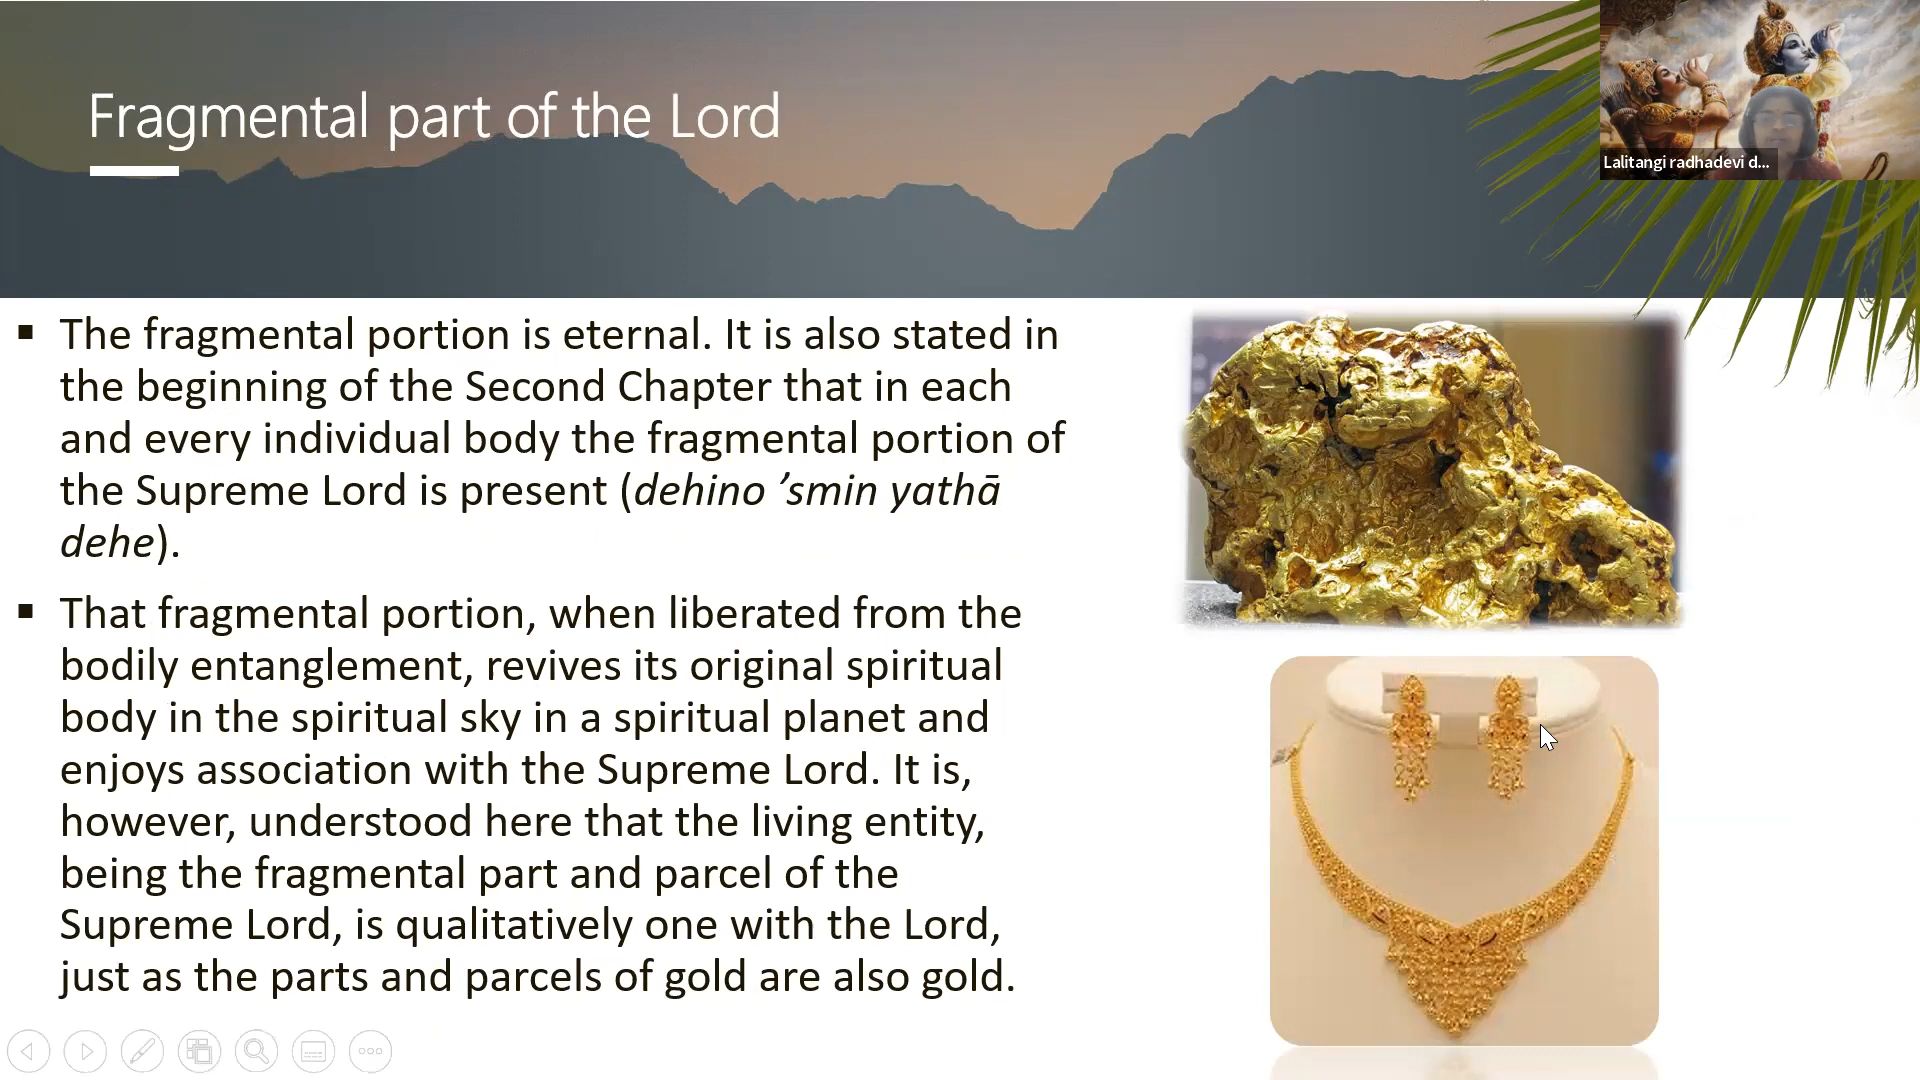 Fragmental part of the Lord
Lalitangi radhadevi d...
▪ The fragmental portion is eternal. It is also stated in
the beginning of the Second Chapter that in each
and every individual body the fragmental portion of
the Supreme Lord is present (dehino ’smin yathā
dehe).
▪ That fragmental portion, when liberated from the
bodily entanglement, revives its original spiritual
body in the spiritual sky in a spiritual planet and
enjoys association with the Supreme Lord. It is,
however, understood here that the living entity,
being the fragmental part and parcel of the
Supreme Lord, is qualitatively one with the Lord,
just as the parts and parcels of gold are also gold.